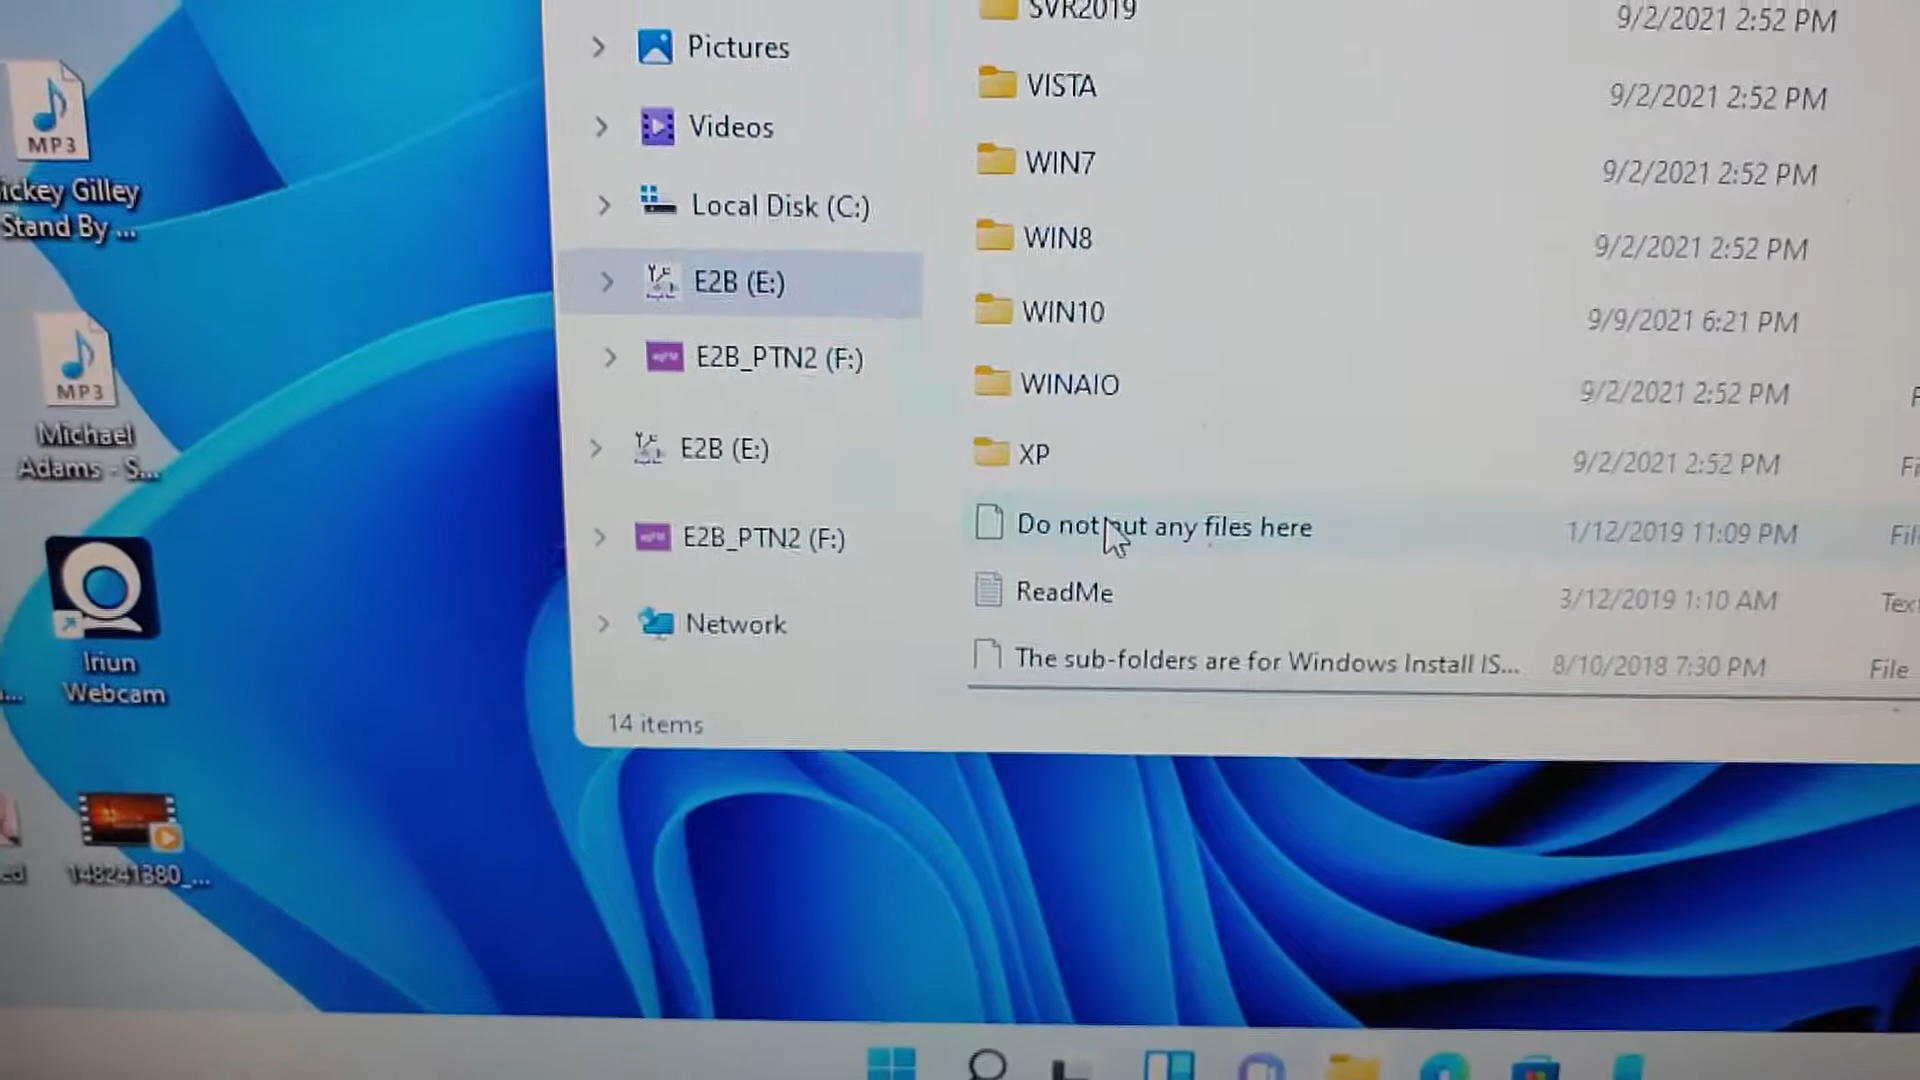 MP3
ickey Gilley
Stand By ...
MP3
Michael
Adams - S...
Iriun
Webcam
148241380_...
Pictures
Videos
Local Disk (C:)
E2B (E:)
E2B_PTN2 (F:)
E2B (E:)
E2B_PTN2 (F:)
Network
14 items
SVR2019 9/2/2021 2:52 PM
VISTA 9/2/2021 2:52 PM
WIN7 9/2/2021 2:52 PM
WIN8 9/2/2021 2:52 PM
WIN10 9/9/2021 6:21 PM
WINAIO 9/2/2021 2:52 PM F
XP 9/2/2021 2:52 PM Fi
Do not put any files here 1/12/2019 11:09 PM Fil
ReadMe 3/12/2019 1:10 AM Tex
The sub-folders are for Windows Install IS... 8/10/2018 7:30 PM File